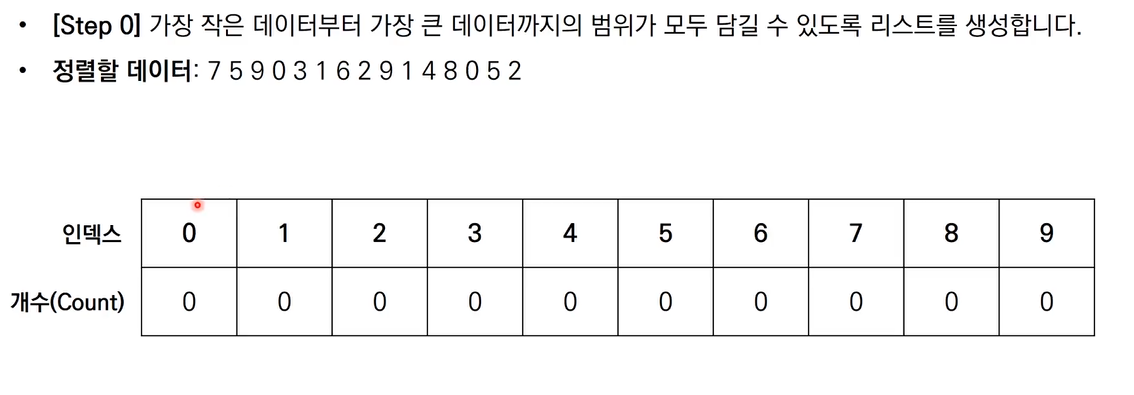 • [Step 0] 가장 작은 데이터부터 가장 큰 데이터까지의 범위가 모두 담길 수 있도록 리스트를 생성합니다.
• 정렬할 데이터: 7 5 9 0 3 1 6 2 9 1 4 8 0 5 2
인덱스 0 1 2 3 4 5 6 7 8 9
개수(Count) 0 0 0 0 0 0 0 0 0 0